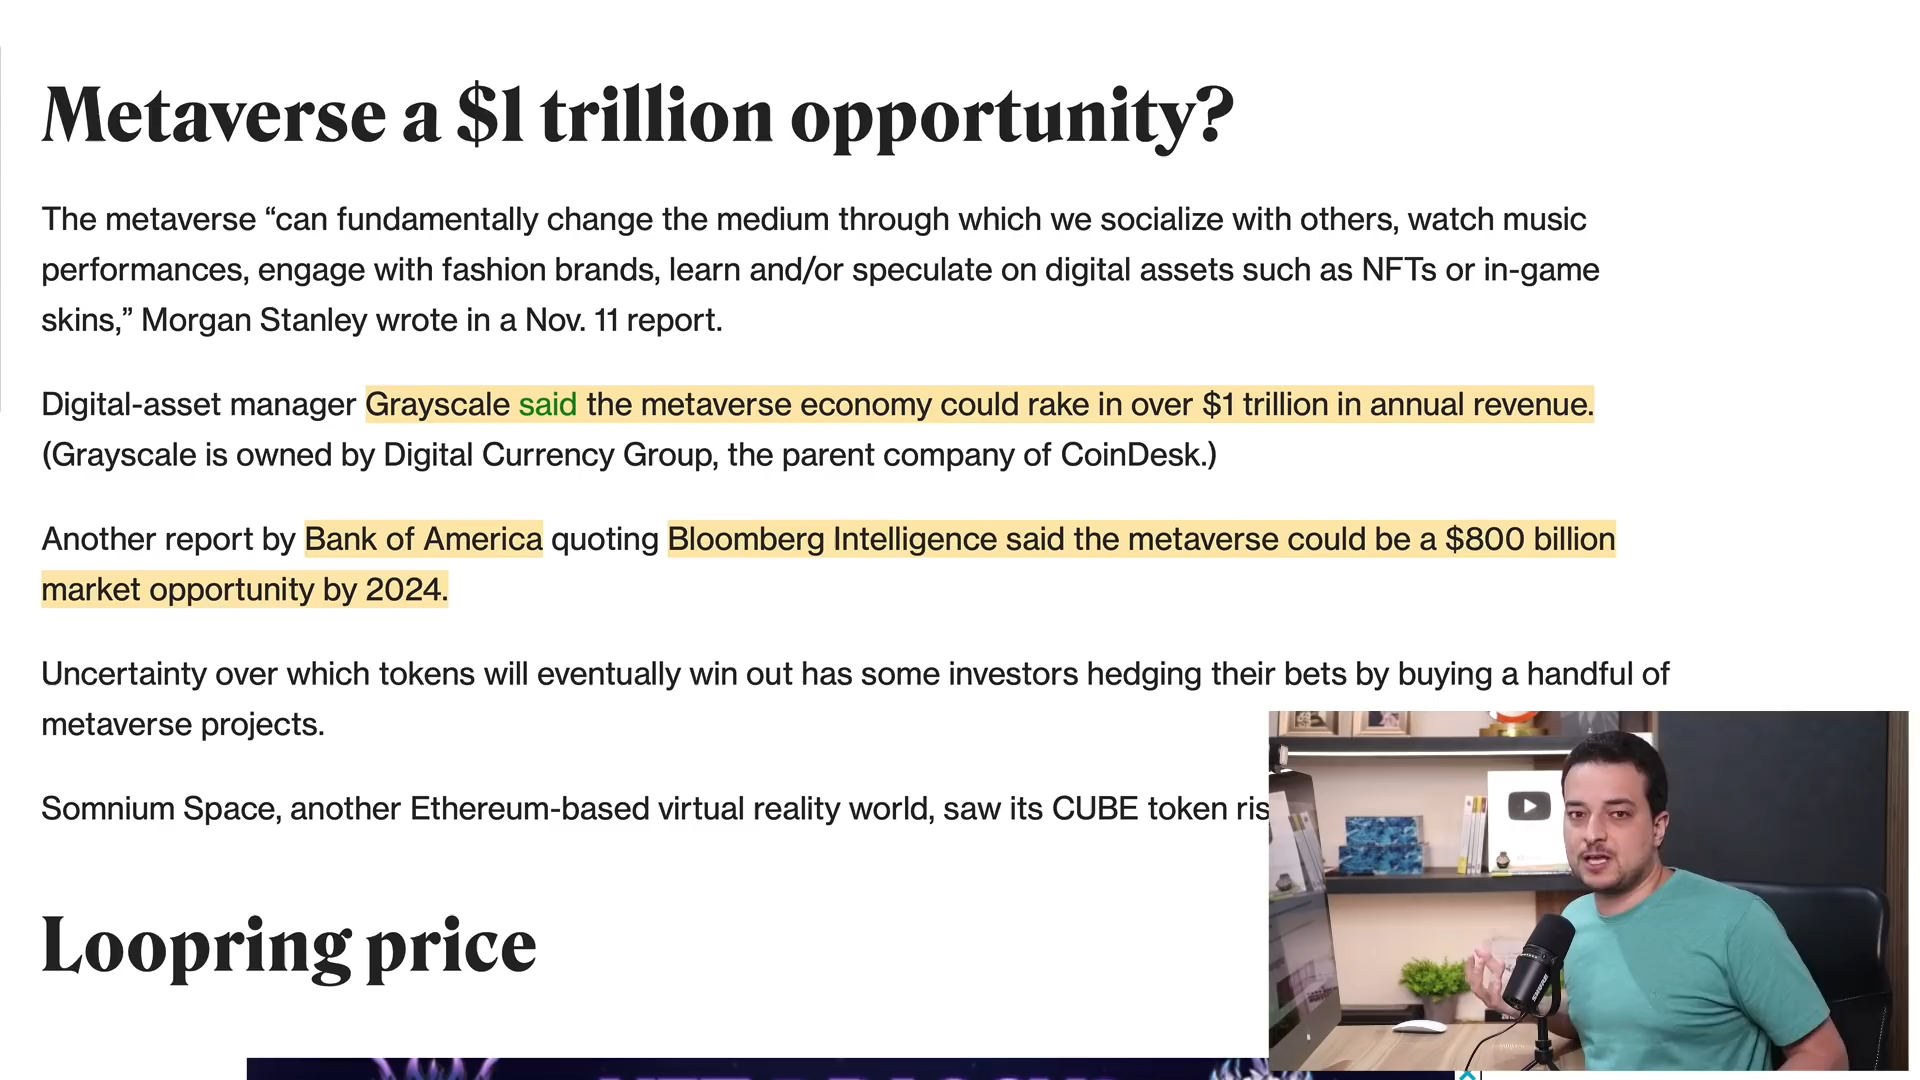 Metaverse a $1 trillion opportunity?
The metaverse “can fundamentally change the medium through which we socialize with others, watch music
performances, engage with fashion brands, learn and/or speculate on digital assets such as NFTs or in-game
skins,” Morgan Stanley wrote in a Nov. 11 report.
Digital-asset manager Grayscale said the metaverse economy could rake in over $1 trillion in annual revenue.
(Grayscale is owned by Digital Currency Group, the parent company of CoinDesk.)
Another report by Bank of America quoting Bloomberg Intelligence said the metaverse could be a $800 billion
market opportunity by 2024.
Uncertainty over which tokens will eventually win out has some investors hedging their bets by buying a handful of
metaverse projects.
Somnium Space, another Ethereum-based virtual reality world, saw its CUBE token ris
Loopring price
SHURE